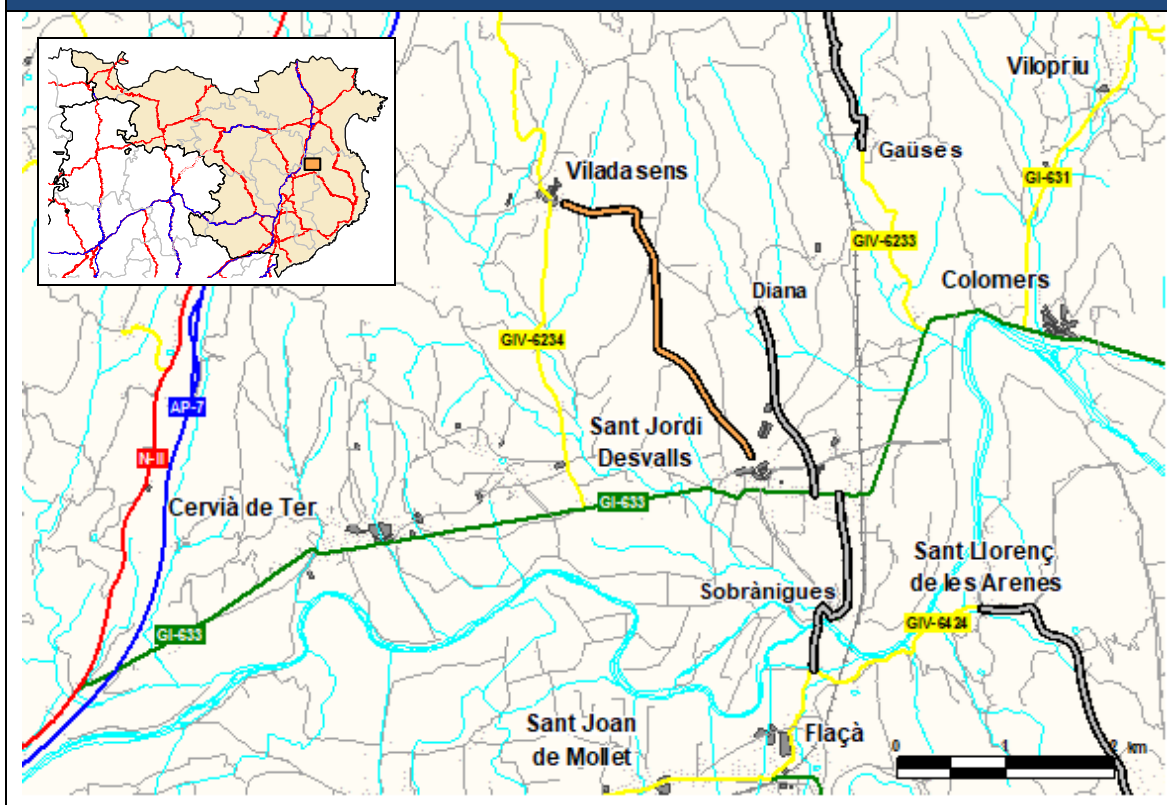 Vilopriu
Gaüses
Viladasens
GI-631
GIV-6233
Colomers
Diana
GIV-6234
AP-7
Sant Jordi
Desvalls
N-II
GI-633
Cervià de Ter
Sant Llorenç
de les Arenes
Sobrànigues
GIV-6424
GI-633
Sant Joan
de Mollet
Flaçà
0 1 2 km